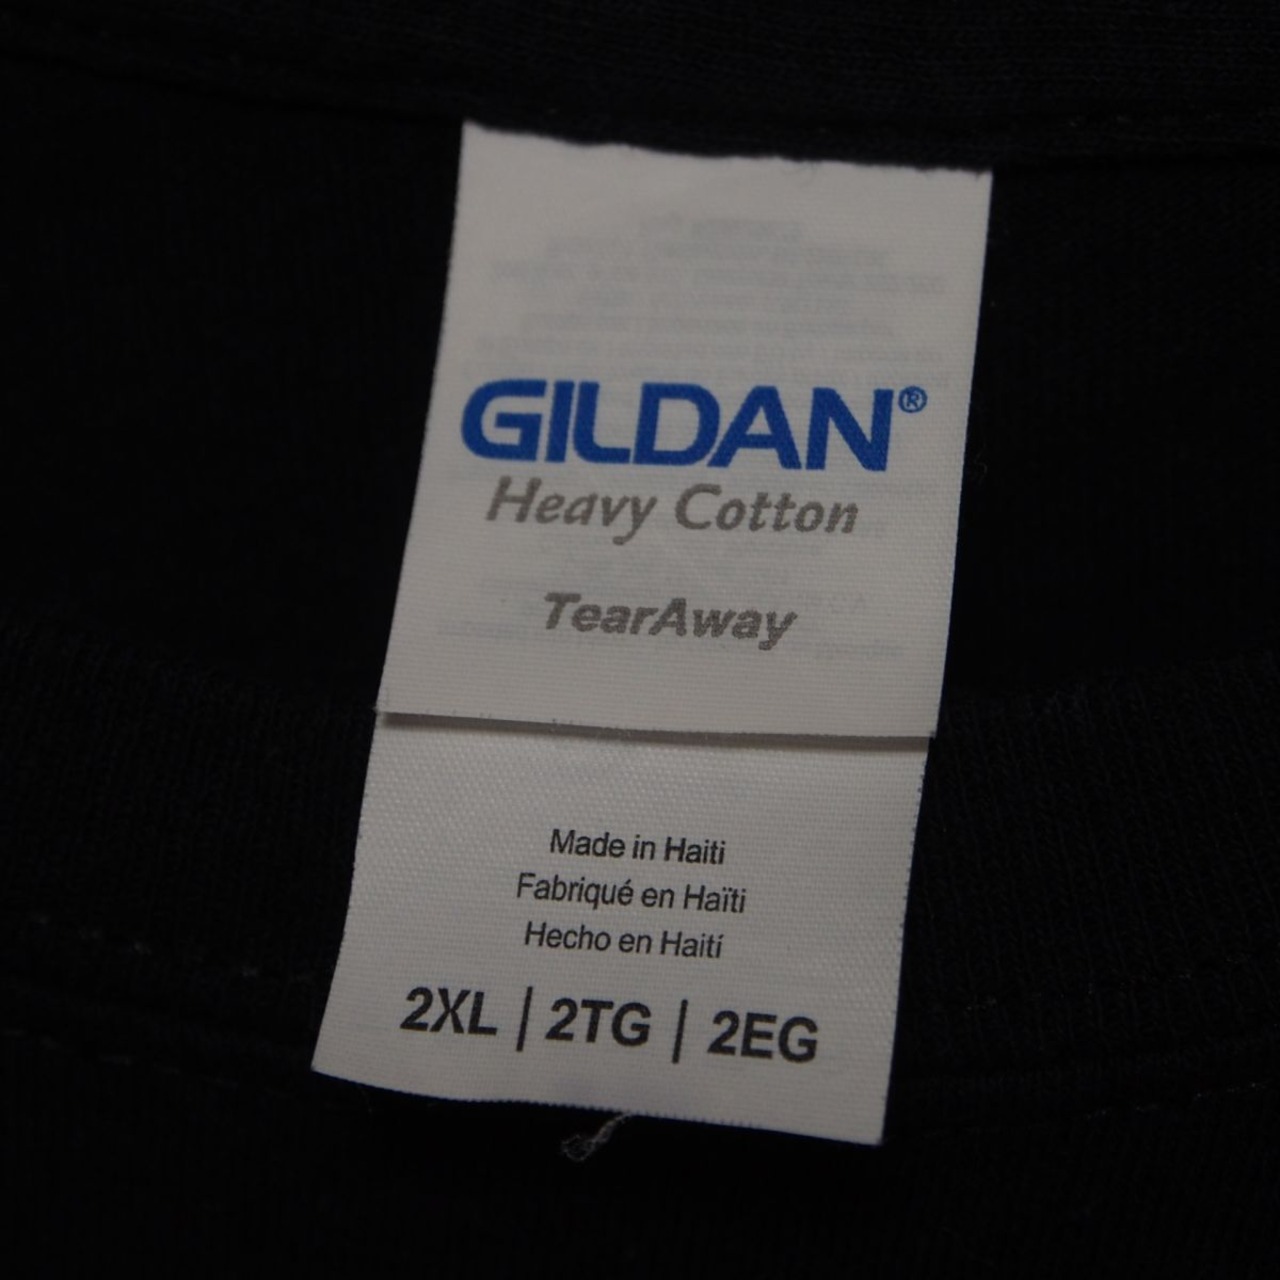 GILDAN®
Heavy Cotton
TearAway
Made in Haiti
Fabriqué en Haïti
Hecho en Haití
2XL | 2TG | 2EG